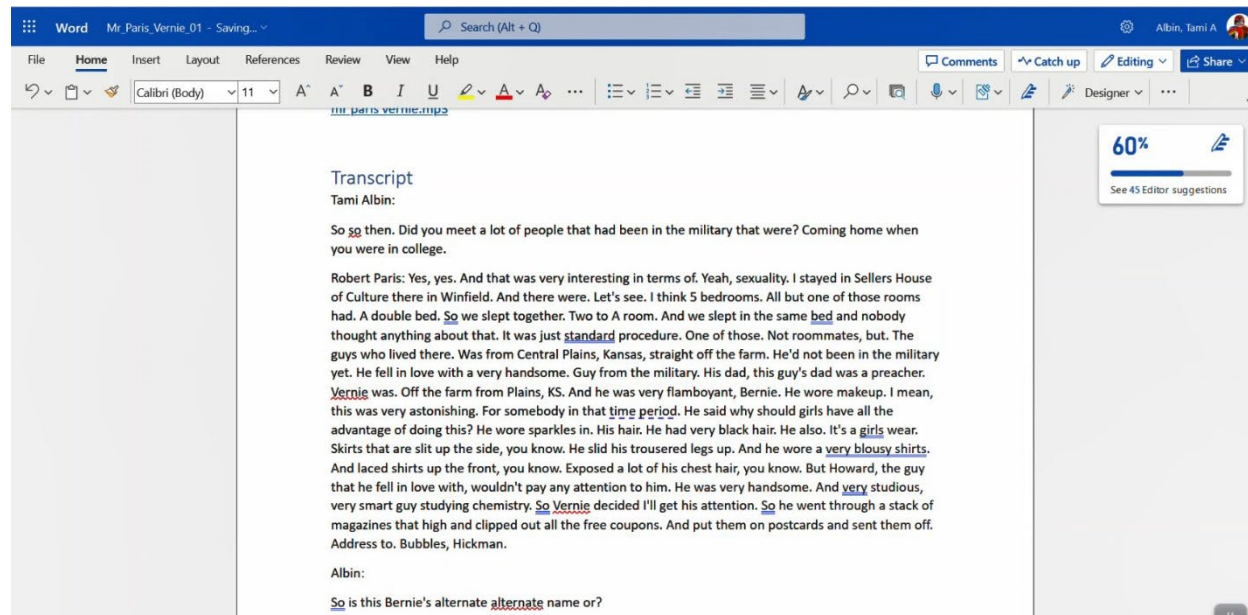 Word Mr_Paris_Vernie_01 - Saving... Search (Alt + Q) Albin, Tami A
File Home Insert Layout References Review View Help Comments Catch up Editing Share
Calibri (Body) 11 A A B I U A A Designer
mr paris vernie.mp3
60%
See 45 Editor suggestions
Transcript
Tami Albin:
So so then. Did you meet a lot of people that had been in the military that were? Coming home when
you were in college.
Robert Paris: Yes, yes. And that was very interesting in terms of. Yeah, sexuality. I stayed in Sellers House
of Culture there in Winfield. And there were. Let's see. I think 5 bedrooms. All but one of those rooms
had. A double bed. So we slept together. Two to A room. And we slept in the same bed and nobody
thought anything about that. It was just standard procedure. One of those. Not roommates, but. The
guys who lived there. Was from Central Plains, Kansas, straight off the farm. He'd not been in the military
yet. He fell in love with a very handsome. Guy from the military. His dad, this guy's dad was a preacher.
Vernie was. Off the farm from Plains, KS. And he was very flamboyant, Bernie. He wore makeup. I mean,
this was very astonishing. For somebody in that time period. He said why should girls have all the
advantage of doing this? He wore sparkles in. His hair. He had very black hair. He also. It's a girls wear.
Skirts that are slit up the side, you know. He slid his trousered legs up. And he wore a very blousy shirts.
And laced shirts up the front, you know. Exposed a lot of his chest hair, you know. But Howard, the guy
that he fell in love with, wouldn't pay any attention to him. He was very handsome. And very studious,
very smart guy studying chemistry. So Vernie decided I'll get his attention. So he went through a stack of
magazines that high and clipped out all the free coupons. And put them on postcards and sent them off.
Address to. Bubbles, Hickman.
Albin:
So is this Bernie's alternate alternate name or?